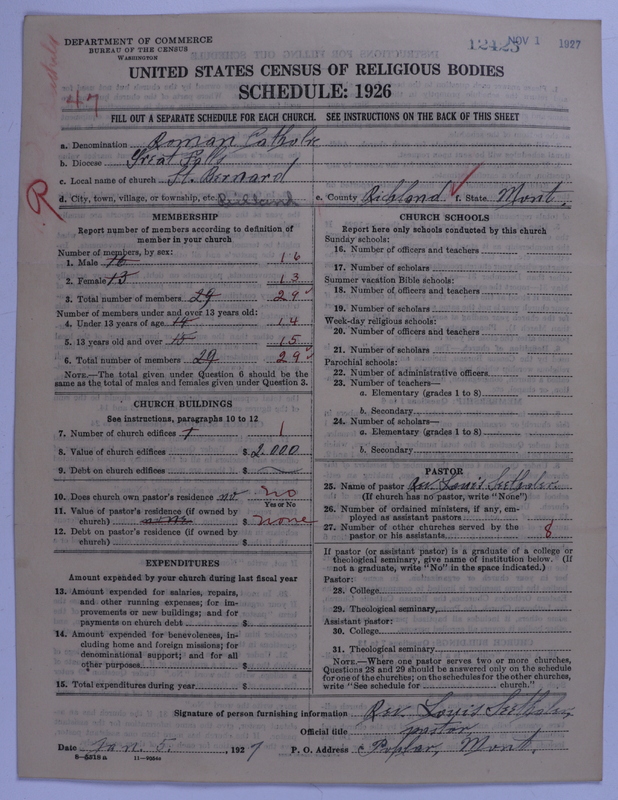 DEPARTMENT OF COMMERCE
BUREAU OF THE CENSUS
WASHINGTON
12423 NOV 1 1927
UNITED STATES CENSUS OF RELIGIOUS BODIES
SCHEDULE: 1926
47
FILL OUT A SEPARATE SCHEDULE FOR EACH CHURCH. SEE INSTRUCTIONS ON THE BACK OF THIS SHEET
a. Denomination Roman Catholic
b. Diocese Great Falls
c. Local name of church St. Bernard
R
d. City, town, village, or township, etc. Richland e. County Richland f. State Mont.
MEMBERSHIP
Report number of members according to definition of
member in your church
Number of members, by sex:
1. Male 16 16
2. Female 13 13
3. Total number of members 29 29
Number of members under and over 13 years old:
4. Under 13 years of age 14 14
5. 13 years old and over 15 15
6. Total number of members 29 29
NOTE.—The total given under Question 6 should be
same as the total of males and females given under Question 3.
CHURCH BUILDINGS
See instructions, paragraphs 10 to 12
7. Number of church edifices 1 1
8. Value of church edifices $2000
9. Debt on church edifices $
10. Does church own pastor's residence no no
Yes or No
11. Value of pastor's residence (if owned by
church) none $ none
12. Debt on pastor's residence (if owned by
church) $
EXPENDITURES
Amount expended by your church during last fiscal year
13. Amount expended for salaries, repairs,
and other running expenses; for im-
provements or new buildings; and for
payments on church debt $
14. Amount expended for benevolences, in-
cluding home and foreign missions; for
denominational support; and for all
other purposes $
15. Total expenditures during year $
CHURCH SCHOOLS
Report here only schools conducted by this church
Sunday schools:
16. Number of officers and teachers
17. Number of scholars
Summer vacation Bible schools:
18. Number of officers and teachers
19. Number of scholars
Week-day religious schools:
20. Number of officers and teachers
21. Number of scholars
Parochial schools:
22. Number of administrative officers
23. Number of teachers—
a. Elementary (grades 1 to 8)
b. Secondary
24. Number of scholars—
a. Elementary (grades 1 to 8)
b. Secondary
PASTOR
25. Name of pastor Rev. Louis Seethaler
(If church has no pastor, write "None")
26. Number of ordained ministers, if any, em-
ployed as assistant pastors
27. Number of other churches served by the
pastor or his assistants 8
If pastor (or assistant pastor) is a graduate of a college or
theological seminary, give name of institution below. (If
not a graduate, write "No" in the space indicated.)
Pastor:
28. College
29. Theological seminary
Assistant pastor:
30. College
31. Theological seminary
NOTE.—Where one pastor serves two or more churches,
Questions 28 and 29 should be answered only on the schedule
for one of the churches; on the schedules for the other churches,
write "See schedule for church."
Signature of person furnishing information Rev. Louis Seethaler,
Official title pastor,
Date Jan. 5. 1927 P. O. Address Poplar, Mont.